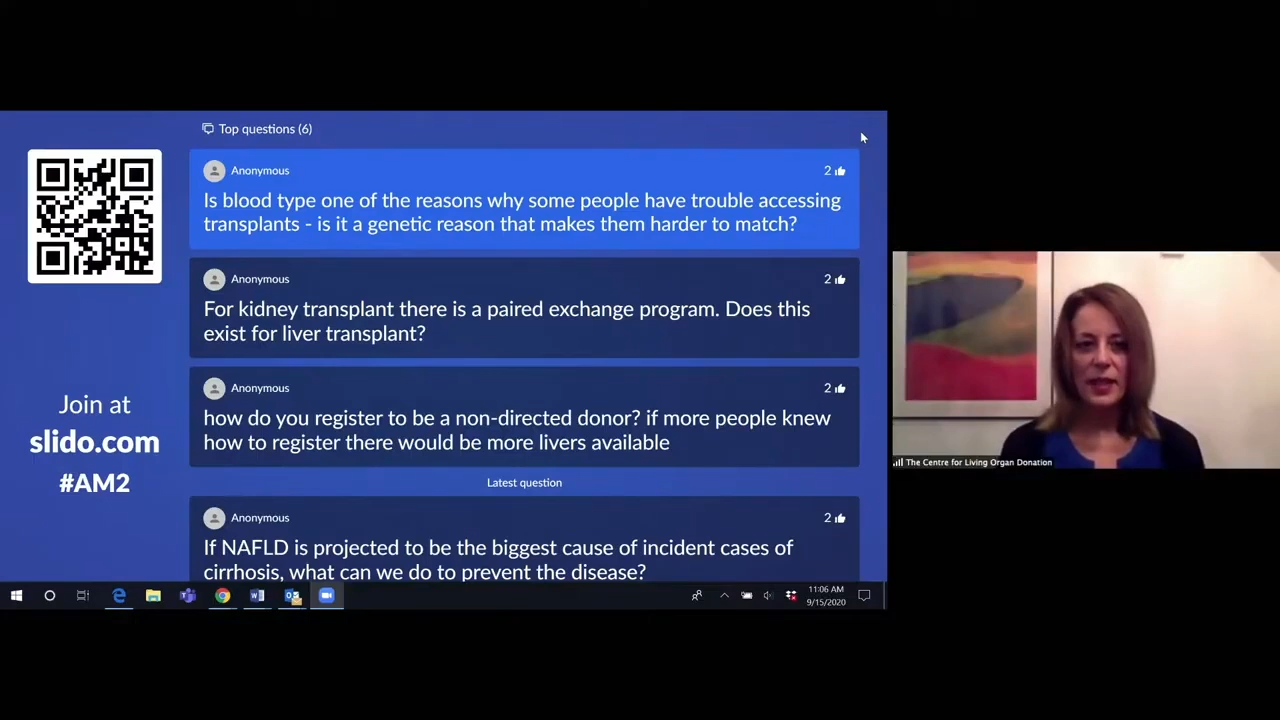 Top questions (6)
Anonymous
2
Is blood type one of the reasons why some people have trouble accessing
transplants - is it a genetic reason that makes them harder to match?
Anonymous
2
For kidney transplant there is a paired exchange program. Does this
exist for liver transplant?
Anonymous
2
how do you register to be a non-directed donor? if more people knew
how to register there would be more livers available
Latest question
Anonymous
2
If NAFLD is projected to be the biggest cause of incident cases of
cirrhosis, what can we do to prevent the disease?
Join at
slido.com
#AM2
The Centre for Living Organ Donation
11:06 AM
9/15/2020